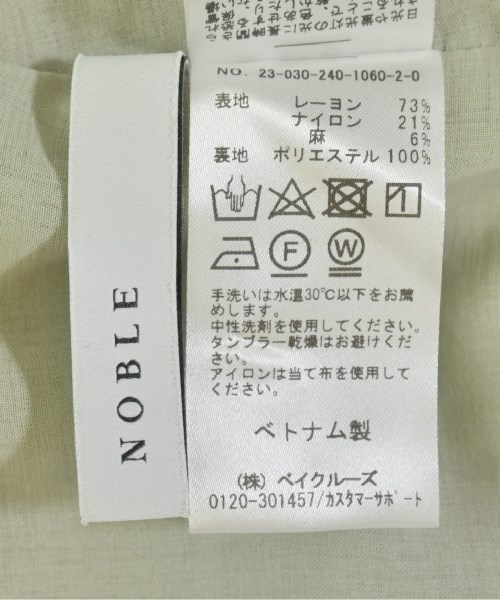 NO. 23-030-240-1060-2-0
表地 レーヨン 73%
ナイロン 21%
麻 6%
裏地 ポリエステル 100%
F W
手洗いは水温30℃以下をお薦
めします。
中性洗剤を使用してください。
タンブラー乾燥はお避けくだ
さい。
アイロンは当て布を使用して
ください。
ベトナム製
(株) ベイクルーズ
0120-301457/カスタマーサポート
NOBLE